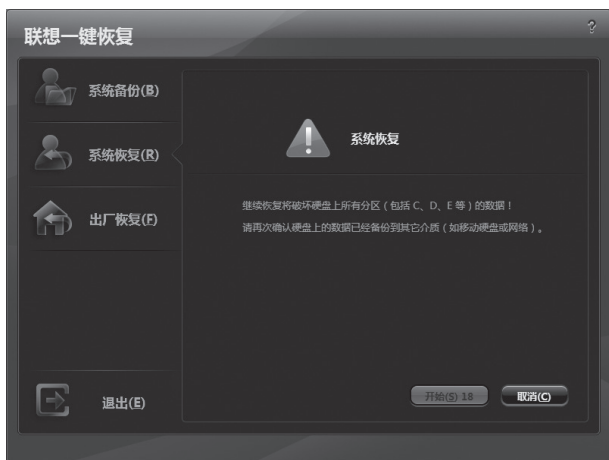 联想一键恢复
?
系统备份(B)
系统恢复(R)
出厂恢复(F)
退出(E)
系统恢复
继续恢复将破坏硬盘上所有分区（包括 C、D、E 等）的数据！
请再次确认硬盘上的数据已经备份到其它介质（如移动硬盘或网络）。
开始(S) 18
取消(C)